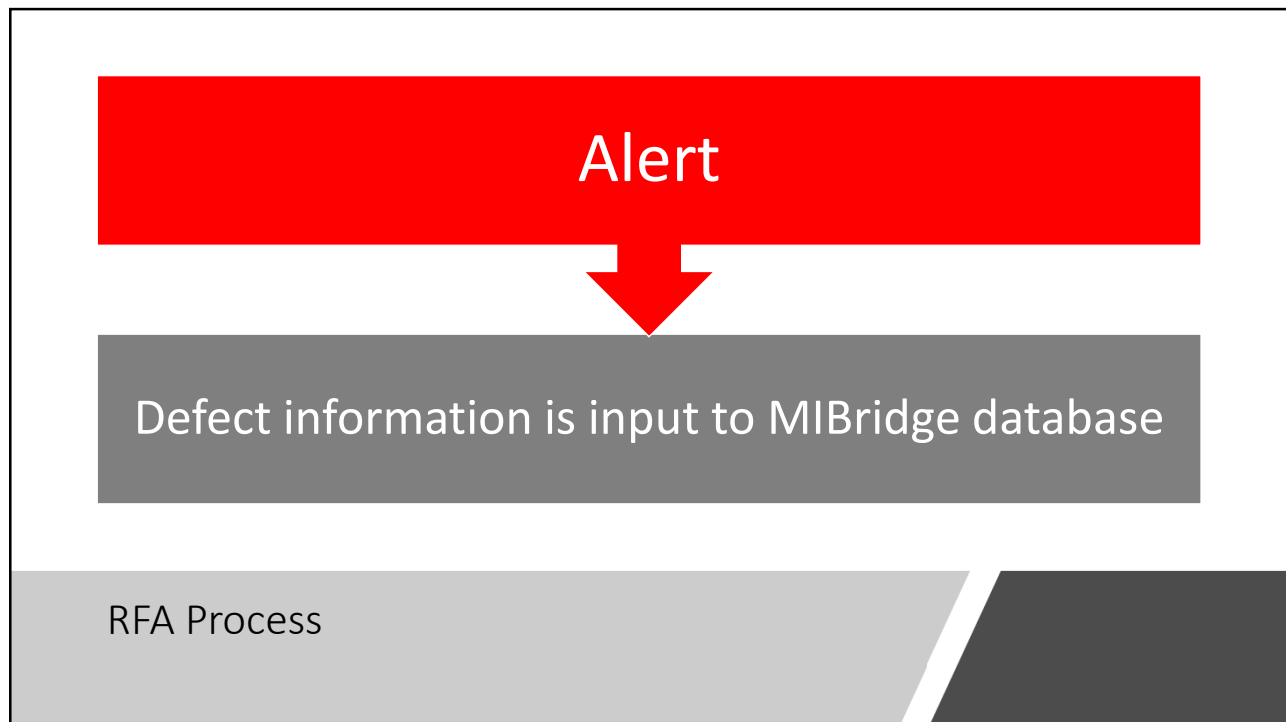 Alert
Defect information is input to MIBridge database
RFA Process